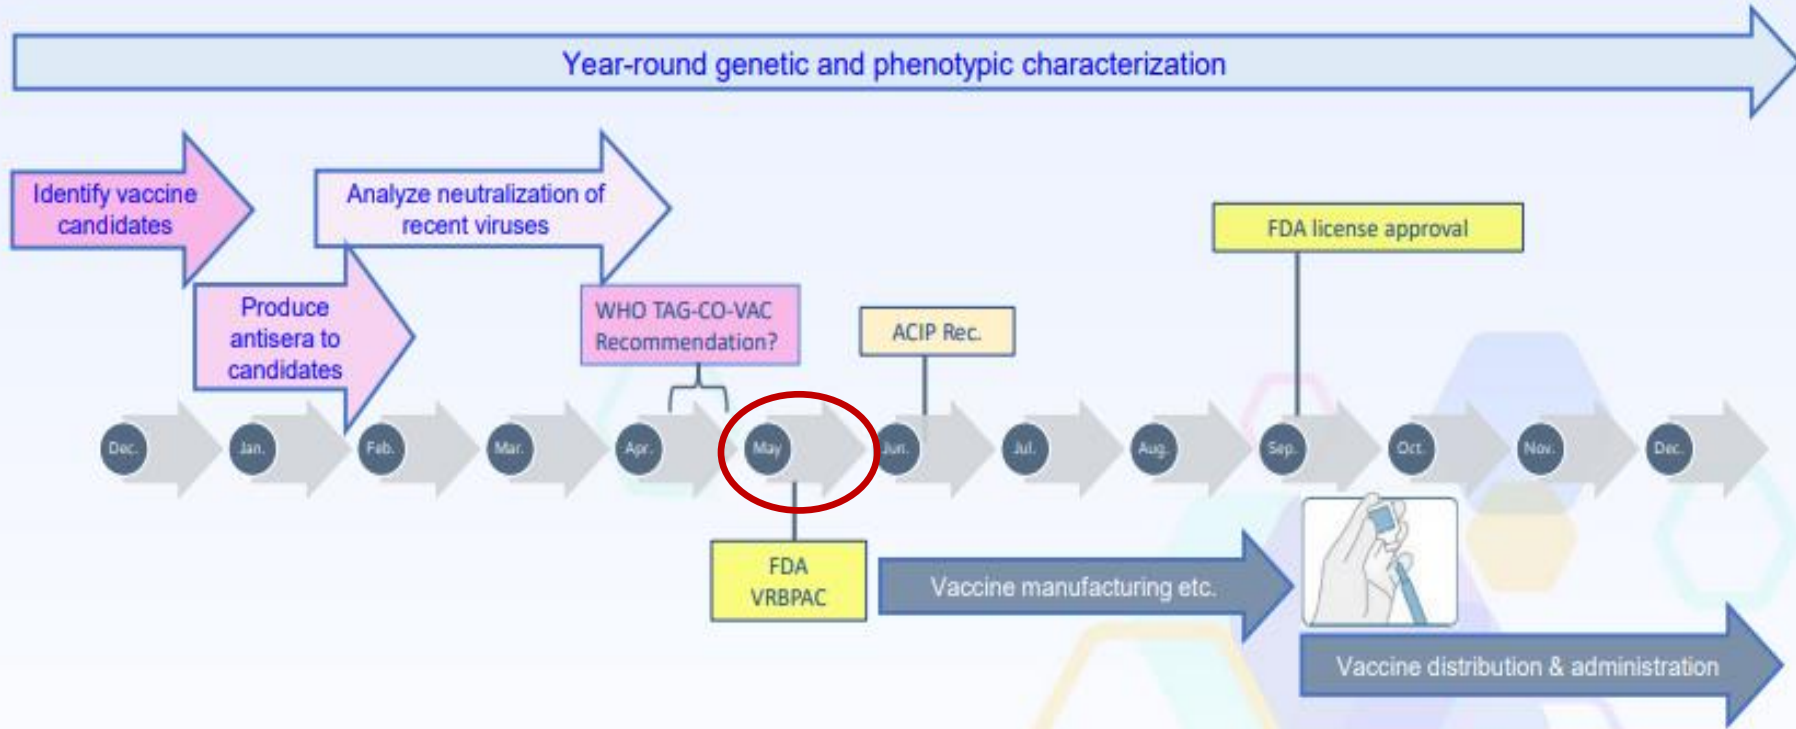 Year-round genetic and phenotypic characterization
Identify vaccine
candidates
Analyze neutralization of
recent viruses
Produce
antisera to
candidates
WHO TAG-CO-VAC
Recommendation?
ACIP Rec.
FDA license approval
Dec.
Jan.
Feb.
Mar.
Apr.
May
Jun.
Jul.
Aug.
Sep.
Oct.
Nov.
Dec.
FDA
VRBPAC
Vaccine manufacturing etc.
Vaccine distribution & administration